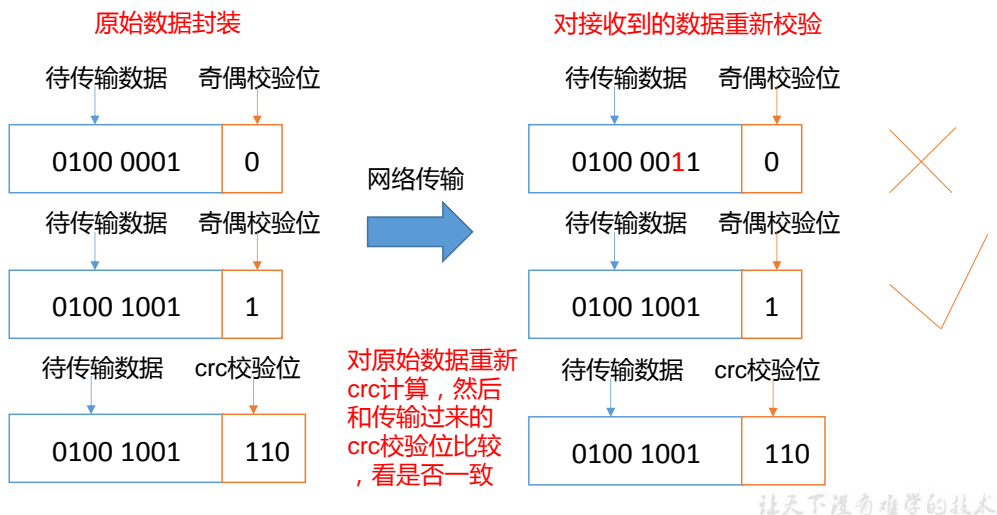 原始数据封装
对接收到的数据重新校验
待传输数据 奇偶校验位
待传输数据 奇偶校验位
0100 0001 0
0100 0011 0
网络传输
待传输数据 奇偶校验位
待传输数据 奇偶校验位
0100 1001 1
0100 1001 1
待传输数据 crc校验位
对原始数据重新
crc计算，然后
和传输过来的
crc校验位比较
，看是否一致
待传输数据 crc校验位
0100 1001 110
0100 1001 110
让天下没有难学的技术